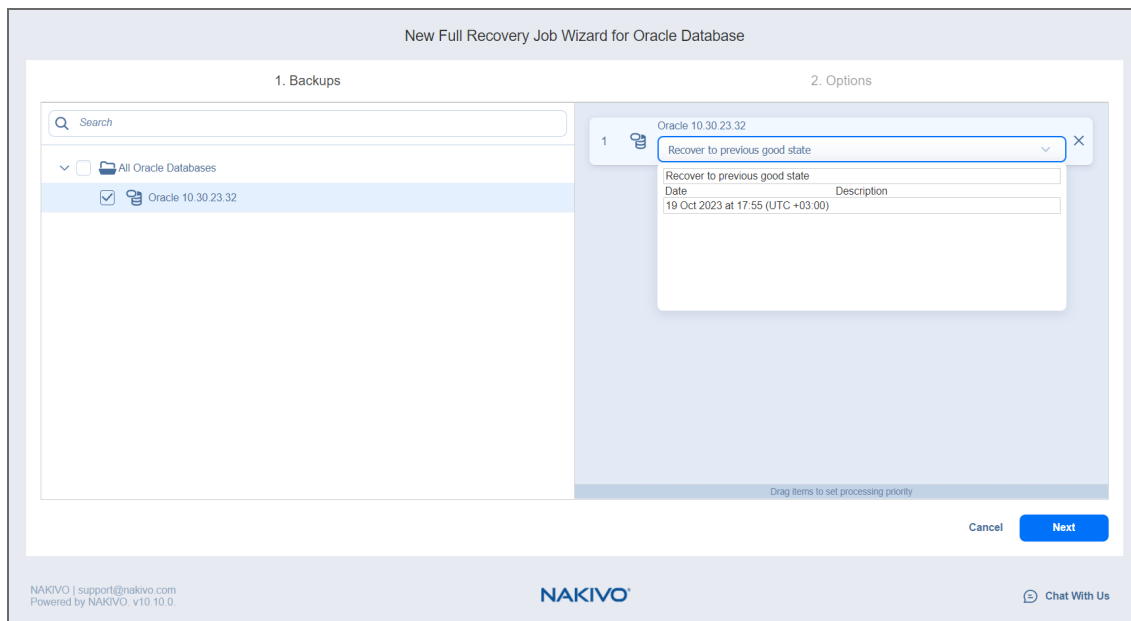 New Full Recovery Job Wizard for Oracle Database
1. Backups
2. Options
Search
All Oracle Databases
Oracle 10.30.23.32
1
Oracle 10.30.23.32
Recover to previous good state
Recover to previous good state
Date Description
19 Oct 2023 at 17:55 (UTC +03:00)
Drag items to set processing priority
Cancel Next
NAKIVO | support@nakivo.com
Powered by NAKIVO. v10.10.0.
NAKIVO®
Chat With Us